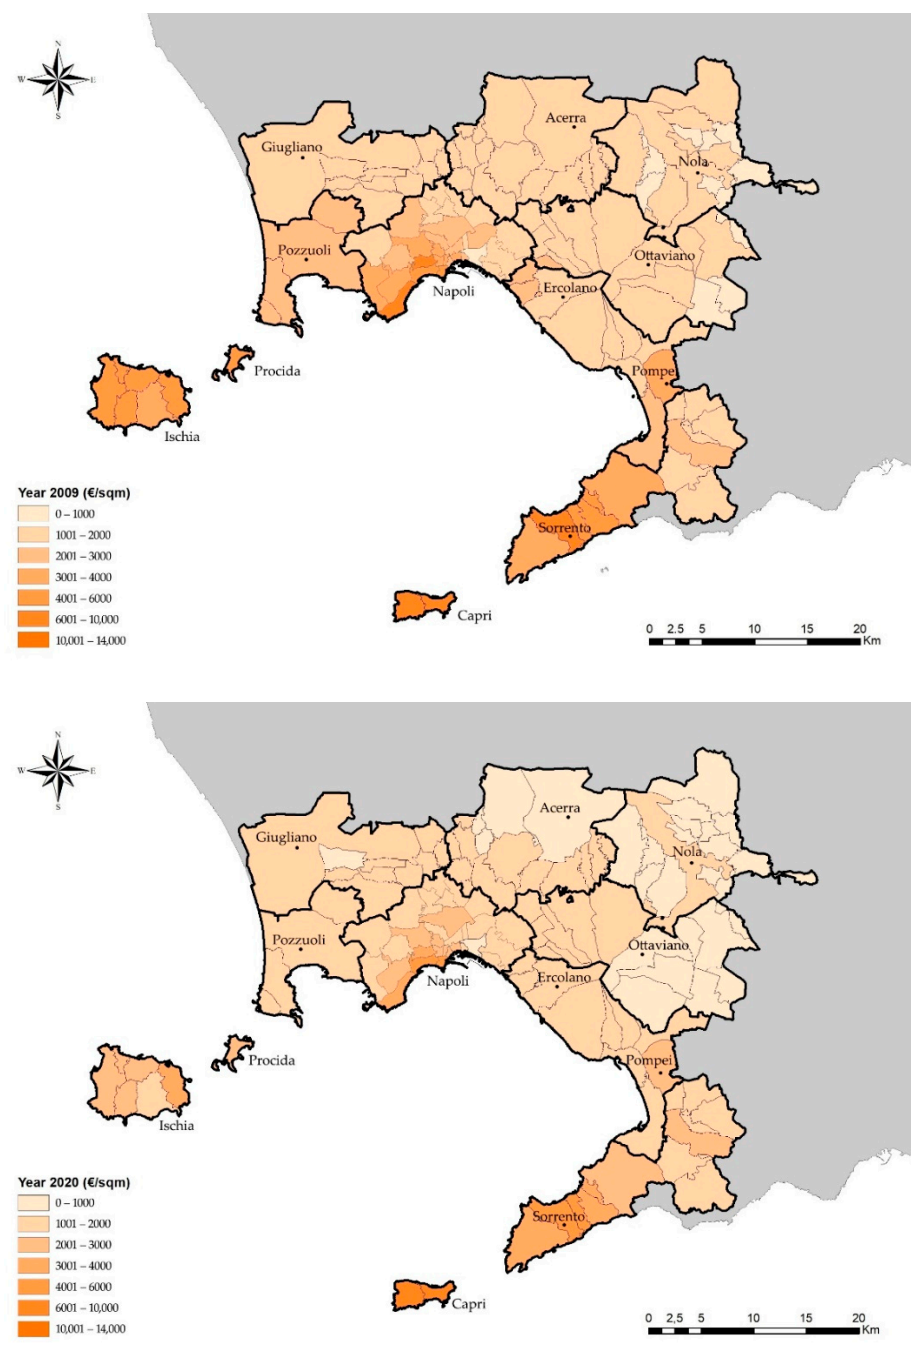 N
W E
S
Acerra
Giugliano
Nola
Pozzuoli
Ottaviano
Ercolano
Napoli
Procida
Pompei
Ischia
Sorrento
Capri
Year 2009 (€/sqm)
0 – 1000
1001 – 2000
2001 – 3000
3001 – 4000
4001 – 6000
6001 – 10,000
10,001 – 14,000
0 2,5 5 10 15 20
Km
N
W E
S
Acerra
Giugliano
Nola
Pozzuoli
Ottaviano
Ercolano
Napoli
Procida
Pompei
Ischia
Sorrento
Capri
Year 2020 (€/sqm)
0 – 1000
1001 – 2000
2001 – 3000
3001 – 4000
4001 – 6000
6001 – 10,000
10,001 – 14,000
0 2,5 5 10 15 20
Km